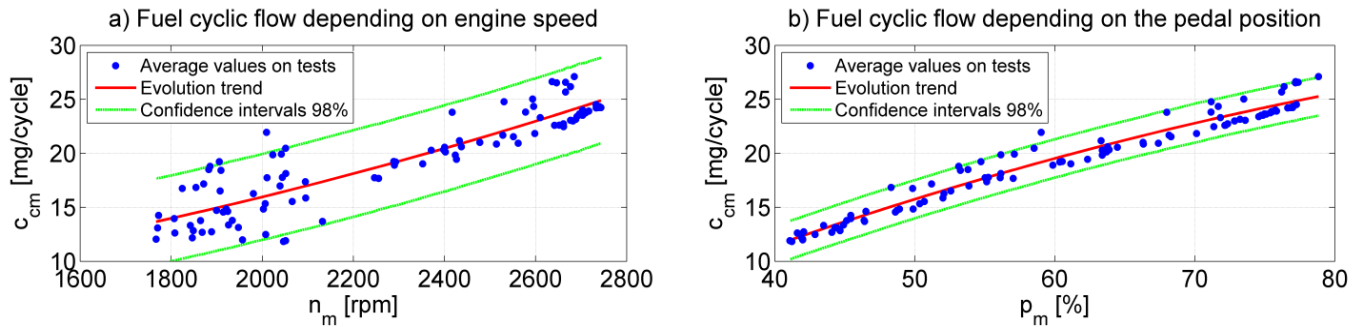 a) Fuel cyclic flow depending on engine speed
30
25
20
15
10
c_cm [mg/cycle]
Average values on tests
Evolution trend
Confidence intervals 98%
1600 1800 2000 2200 2400 2600 2800
n_m [rpm]
b) Fuel cyclic flow depending on the pedal position
30
25
20
15
10
c_cm [mg/cycle]
Average values on tests
Evolution trend
Confidence intervals 98%
40 50 60 70 80
p_m [%]